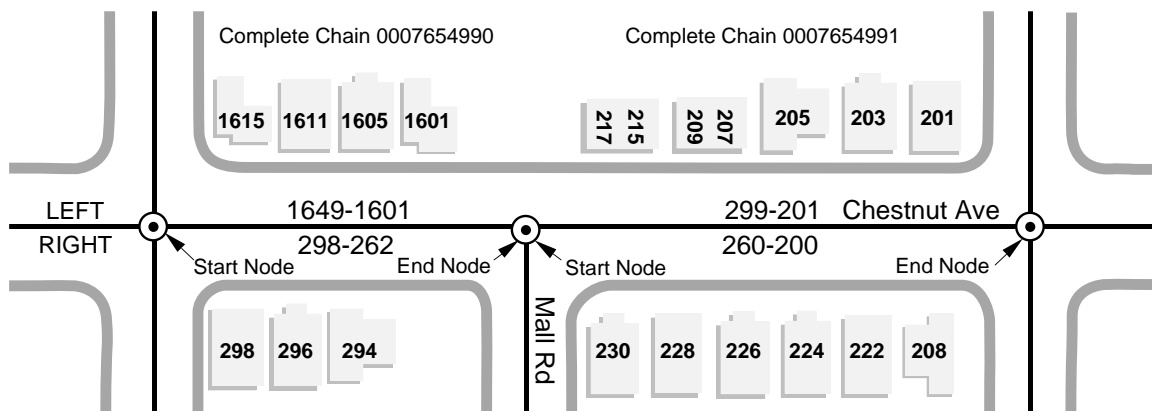 Complete Chain 0007654990
Complete Chain 0007654991
1615 1611 1605 1601
217 215 209 207 205 203 201
LEFT 1649-1601 299-201 Chestnut Ave
RIGHT 298-262 260-200
Start Node End Node Start Node End Node
Mall Rd
298 296 294
230 228 226 224 222 208